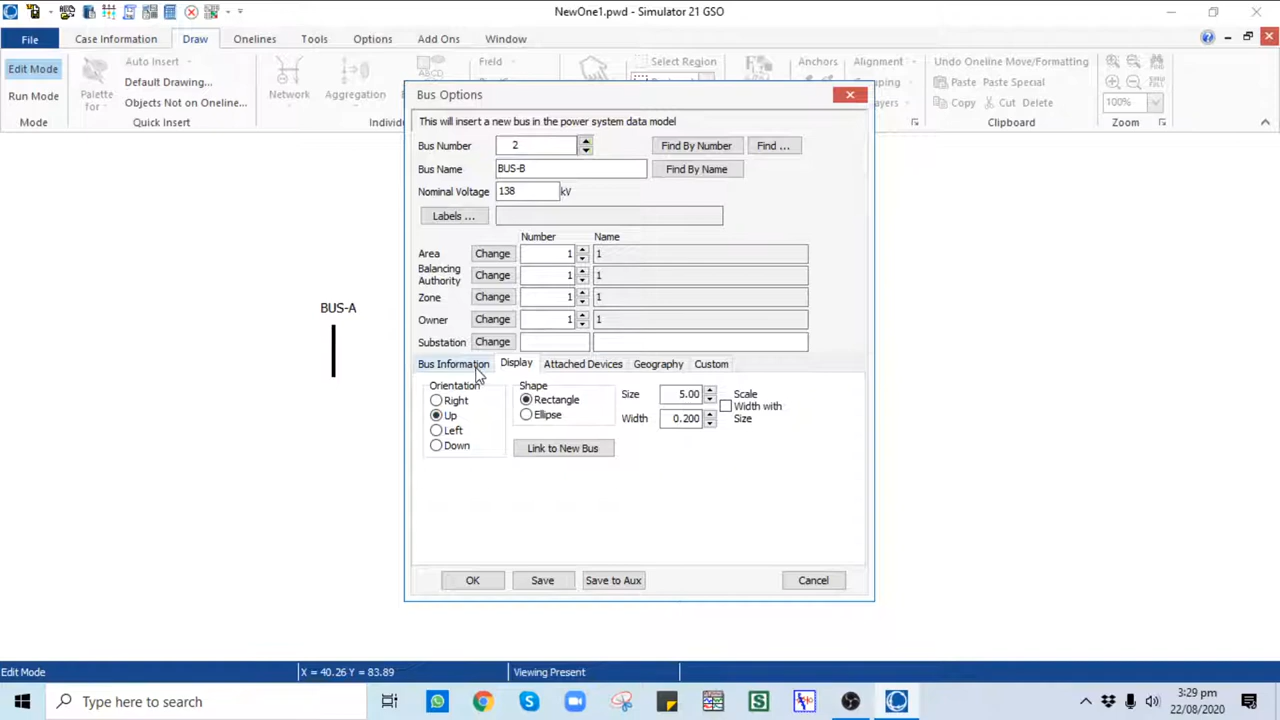 NewOne1.pwd - Simulator 21 GSO
File Case Information Draw Onelines Tools Options Add Ons Window
Edit Mode
Run Mode
Mode
Palette
for
Auto Insert
Default Drawing...
Objects Not on Oneline...
Quick Insert
Network
Aggregation
Individ
Field
Select Region
Anchors
Alignment
Undo Oneline Move/Formatting
Paste Paste Special
Copy Cut Delete
Clipboard
100%
Zoom
BUS-A
Bus Options
This will insert a new bus in the power system data model
Bus Number 2 Find By Number Find ...
Bus Name BUS-B Find By Name
Nominal Voltage 138 kV
Labels ...
Number Name
Area Change 1 1
Balancing
Authority Change 1 1
Zone Change 1 1
Owner Change 1 1
Substation Change
Bus Information Display Attached Devices Geography Custom
Orientation
Right
Up
Left
Down
Shape
Rectangle
Ellipse
Link to New Bus
Size 5.00
Width 0.200
Scale
Width with
Size
OK Save Save to Aux Cancel
Edit Mode X = 40.26 Y = 83.89 Viewing Present
Type here to search
3:29 pm
22/08/2020